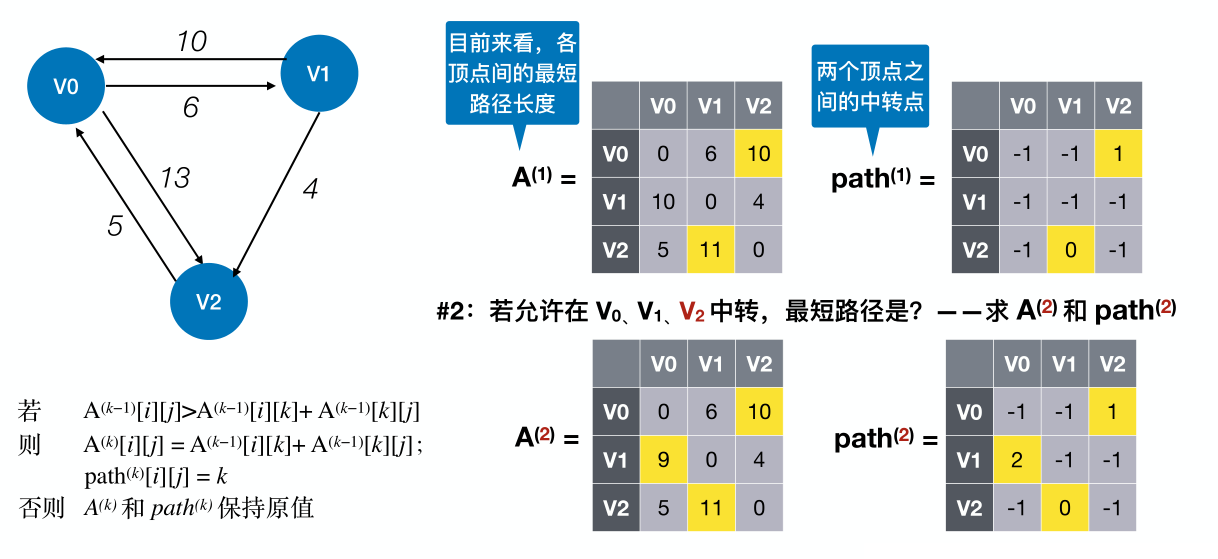 10
V0
V1
6
13
4
5
V2
目前来看，各
顶点间的最短
路径长度
两个顶点之
间的中转点
V0 V1 V2
V0 0 6 10
A(1) =
V1 10 0 4
V2 5 11 0
V0 V1 V2
V0 -1 -1 1
path(1) =
V1 -1 -1 -1
V2 -1 0 -1
#2：若允许在 V0、V1、V2 中转，最短路径是？——求 A(2) 和 path(2)
V0 V1 V2
V0 0 6 10
A(2) =
V1 9 0 4
V2 5 11 0
V0 V1 V2
V0 -1 -1 1
path(2) =
V1 2 -1 -1
V2 -1 0 -1
若 A(k−1)[i][j]>A(k−1)[i][k]+ A(k−1)[k][j]
则 A(k)[i][j] = A(k−1)[i][k]+ A(k−1)[k][j] ;
path(k)[i][j] = k
否则 A(k) 和 path(k) 保持原值